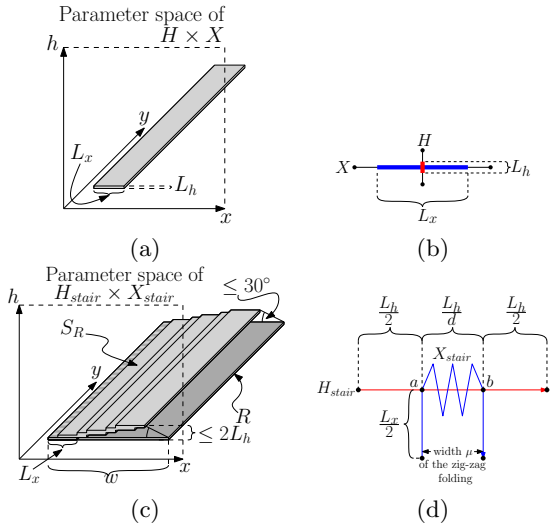 Parameter space of
H × X
h
y
L_x
L_h
x
(a)
H
X
L_h
L_x
(b)
Parameter space of
H_stair × X_stair
≤ 30°
h
S_R
y
R
≤ 2L_h
L_x
w
x
(c)
L_h/2
L_h/d
L_h/2
X_stair
H_stair
a
b
L_x/2
width μ
of the zig-zag
folding
(d)